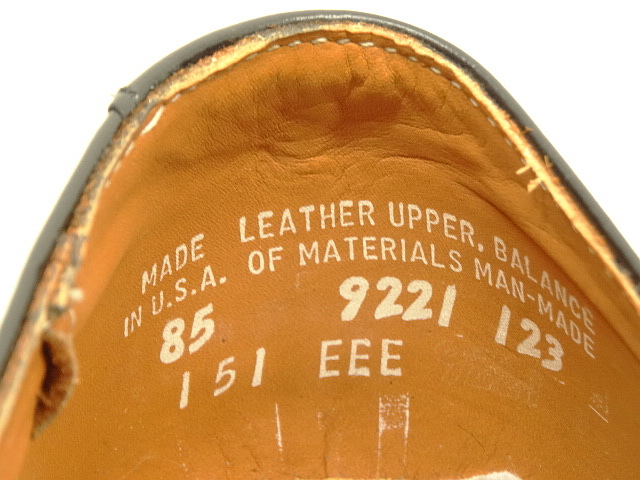 MADE LEATHER UPPER, BALANCE
IN U.S.A. OF MATERIALS MAN-MADE
85 9221 123
151 EEE